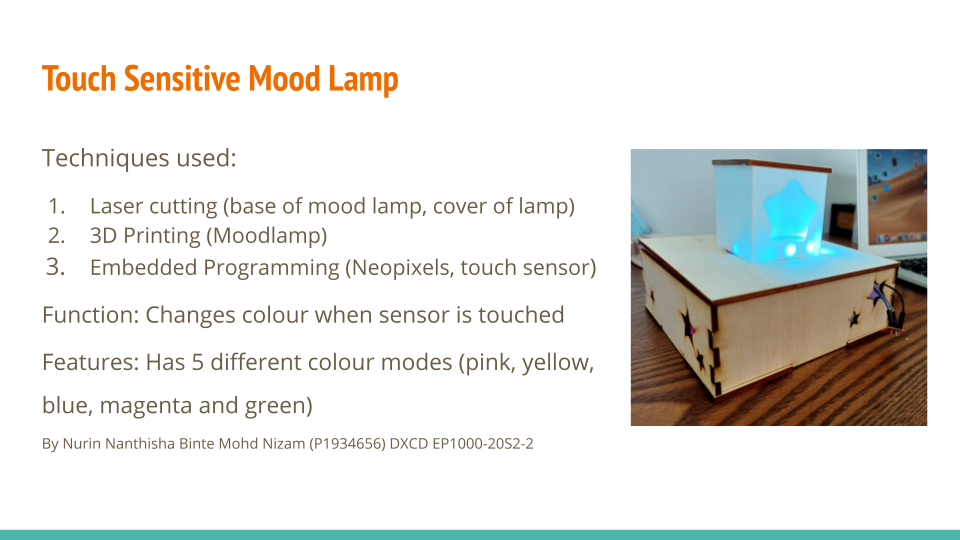 Touch Sensitive Mood Lamp
Techniques used:
1. Laser cutting (base of mood lamp, cover of lamp)
2. 3D Printing (Moodlamp)
3. Embedded Programming (Neopixels, touch sensor)
Function: Changes colour when sensor is touched
Features: Has 5 different colour modes (pink, yellow,
blue, magenta and green)
By Nurin Nanthisha Binte Mohd Nizam (P1934656) DXCD EP1000-20S2-2